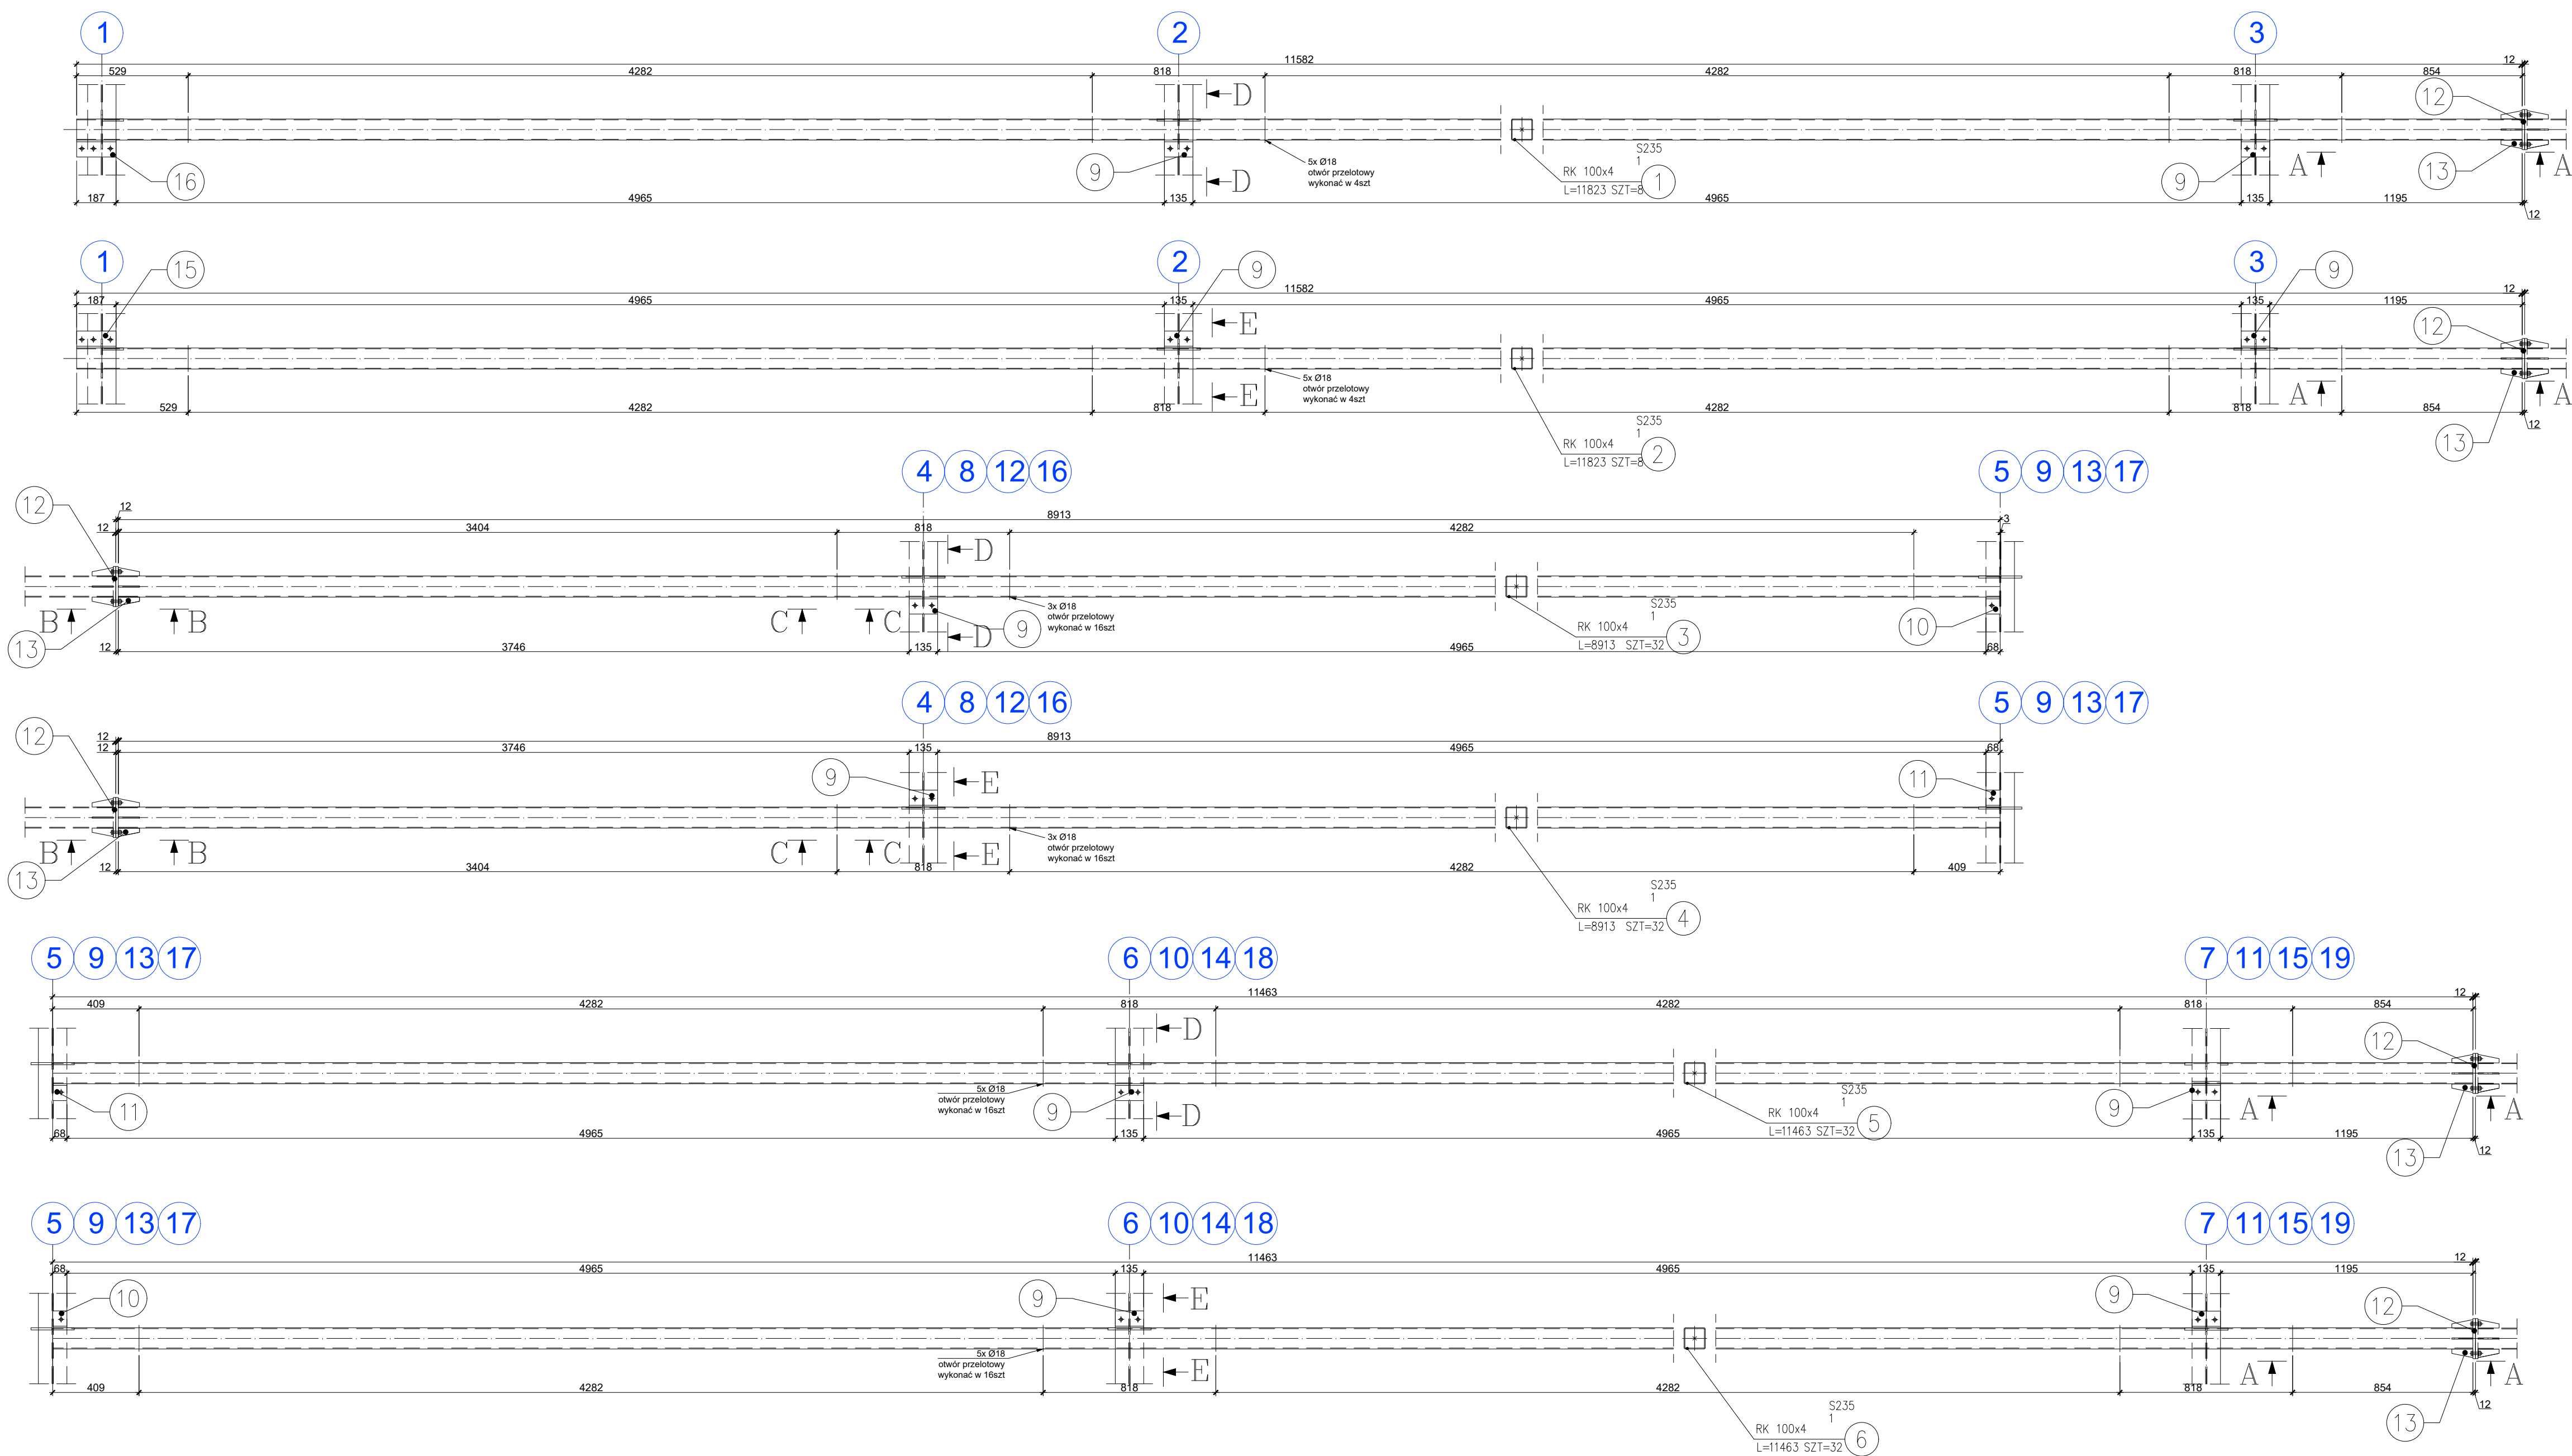 1 2 3
11582 12
529 4282 818 4282 818 854
D 12
16 9 5x Ø18
otwór przelotowy
wykonać w 4szt
S235
1
RK 100x4
L=11823 SZT=8 1
D 9 A 13 A
187 4965 135 4965 135 1195
12
1 15 2 9 3 9
11582 12
187 4965 135 4965 135 1195
E 12
5x Ø18
otwór przelotowy
wykonać w 4szt
E A A
529 4282 818 4282 818 854
12
S235
1
RK 100x4
L=11823 SZT=8 2
13
4 8 12 16 5 9 13 17
12 12
8913
12 3404 818 4282 3
D
B B C C 9
3x Ø18
otwór przelotowy
wykonać w 16szt
D
S235
1
RK 100x4
L=8913 SZT=32 3
10
13
12 3746 135 4965 68
4 8 12 16 5 9 13 17
12 12 8913
12 3746 135 4965 68
9 E 11
3x Ø18
otwór przelotowy
wykonać w 16szt
B B C C E
13
12 3404 818 4282 409
S235
1
RK 100x4
L=8913 SZT=32 4
5 9 13 17 6 10 14 18 7 11 15 19
11463 12
409 4282 818 4282 818 854
D 12
5x Ø18
otwór przelotowy
wykonać w 16szt
11 9 D
S235
1
RK 100x4
L=11463 SZT=32 5
9 A A
68 4965 135 4965 135 1195
12
13
5 9 13 17 6 10 14 18 7 11 15 19
11463 12
68 4965 135 4965 135 1195
10 9 E 9 12
5x Ø18
otwór przelotowy
wykonać w 16szt
E A A
409 4282 818 4282 818 854
12
S235
1
RK 100x4
L=11463 SZT=32 6
13